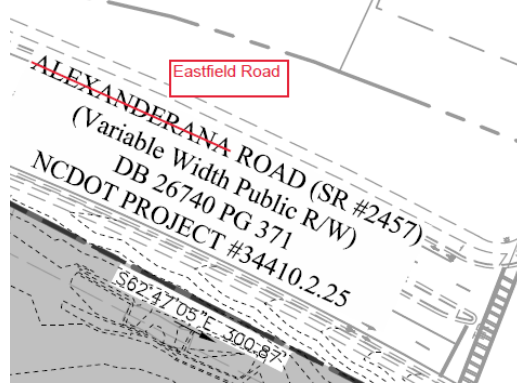 Eastfield Road
ALEXANDERANA ROAD (SR #2457)
(Variable Width Public R/W)
DB 26740 PG 371
NCDOT PROJECT #34410.2.25
S62°47'05"E 300.87'